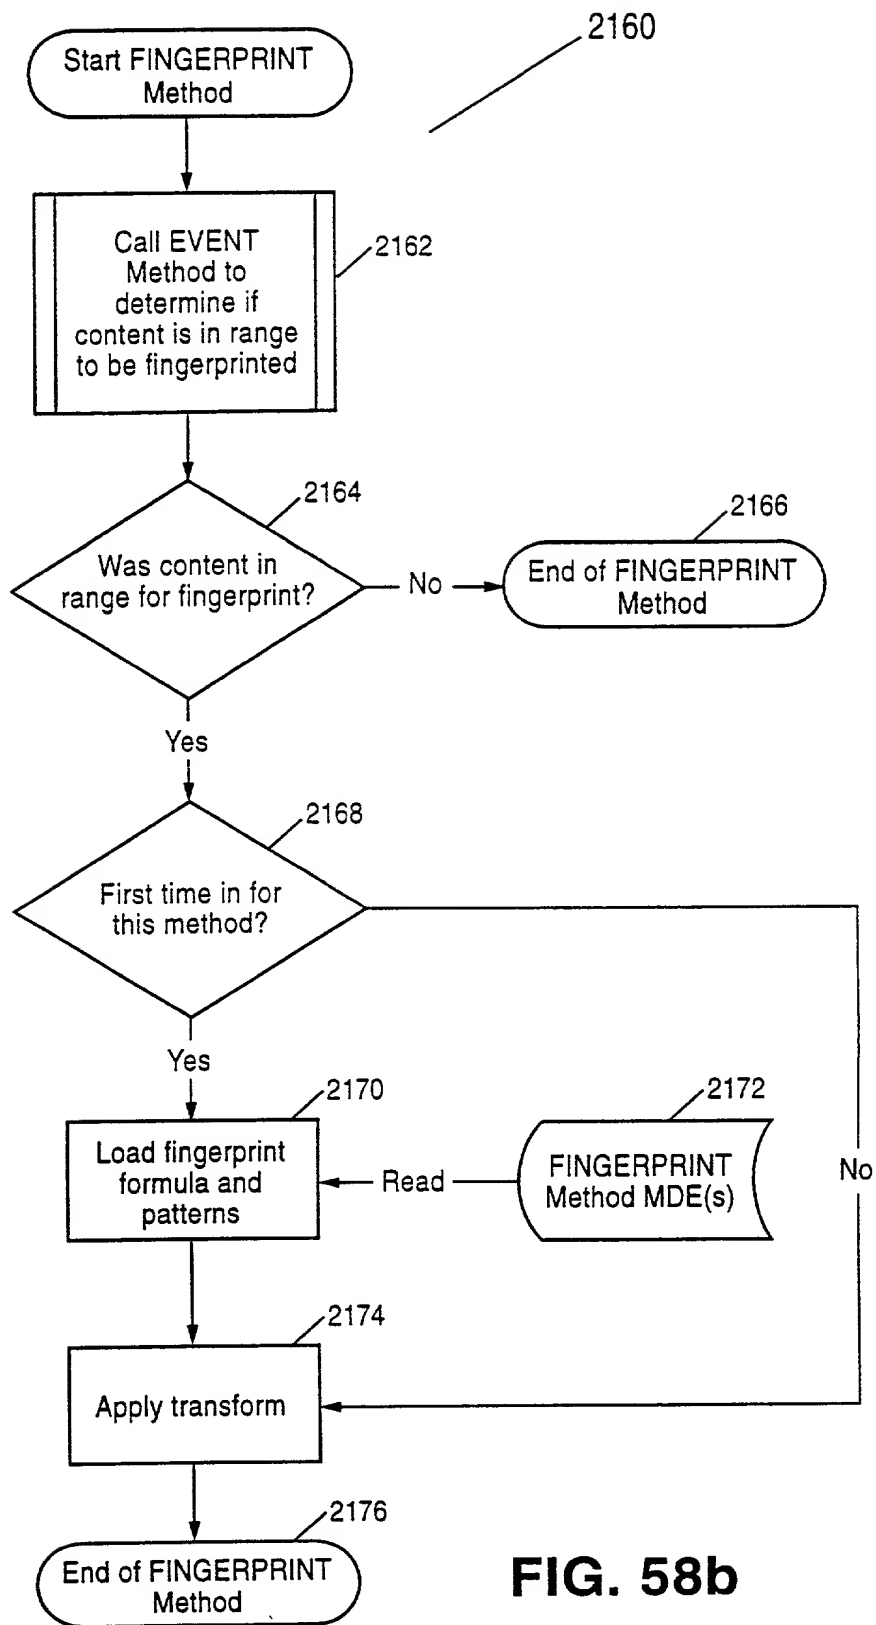 2160
Start FINGERPRINT
Method
Call EVENT
Method to
determine if
content is in range
to be fingerprinted
2162
2164
Was content in
range for fingerprint?
No
2166
End of FINGERPRINT
Method
Yes
2168
First time in for
this method?
Yes
2170
Load fingerprint
formula and
patterns
Read
2172
FINGERPRINT
Method MDE(s)
No
2174
Apply transform
2176
End of FINGERPRINT
Method
FIG. 58b